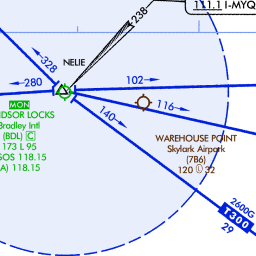 111.1 I-MYQ
238
328
NELIE
280
102
116
MON
DSOR LOCKS
Bradley Intl
(BDL) C
173 L 95
SOS 118.15
A) 118.15
140
WAREHOUSE POINT
Skylark Airpark
(7B6)
120 L 32
2600G
T300
29